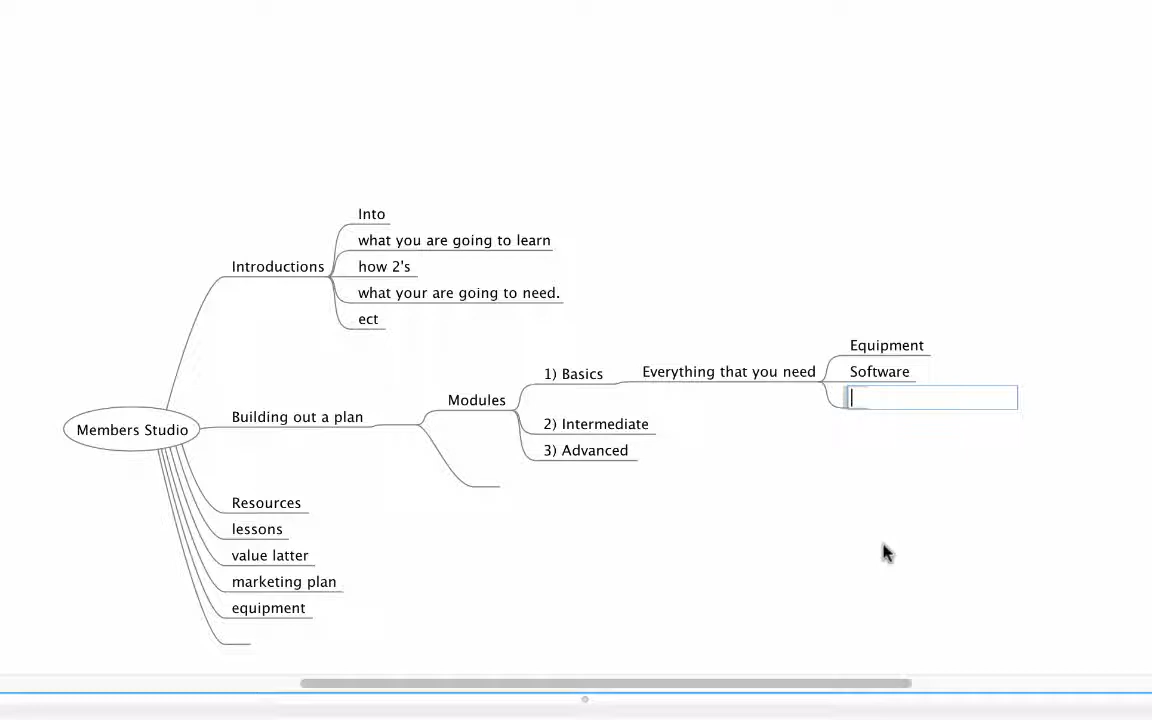 Members Studio
Introductions
Into
what you are going to learn
how 2's
what your are going to need.
ect
Building out a plan
Modules
1) Basics
Everything that you need
Equipment
Software
2) Intermediate
3) Advanced
Resources
lessons
value latter
marketing plan
equipment